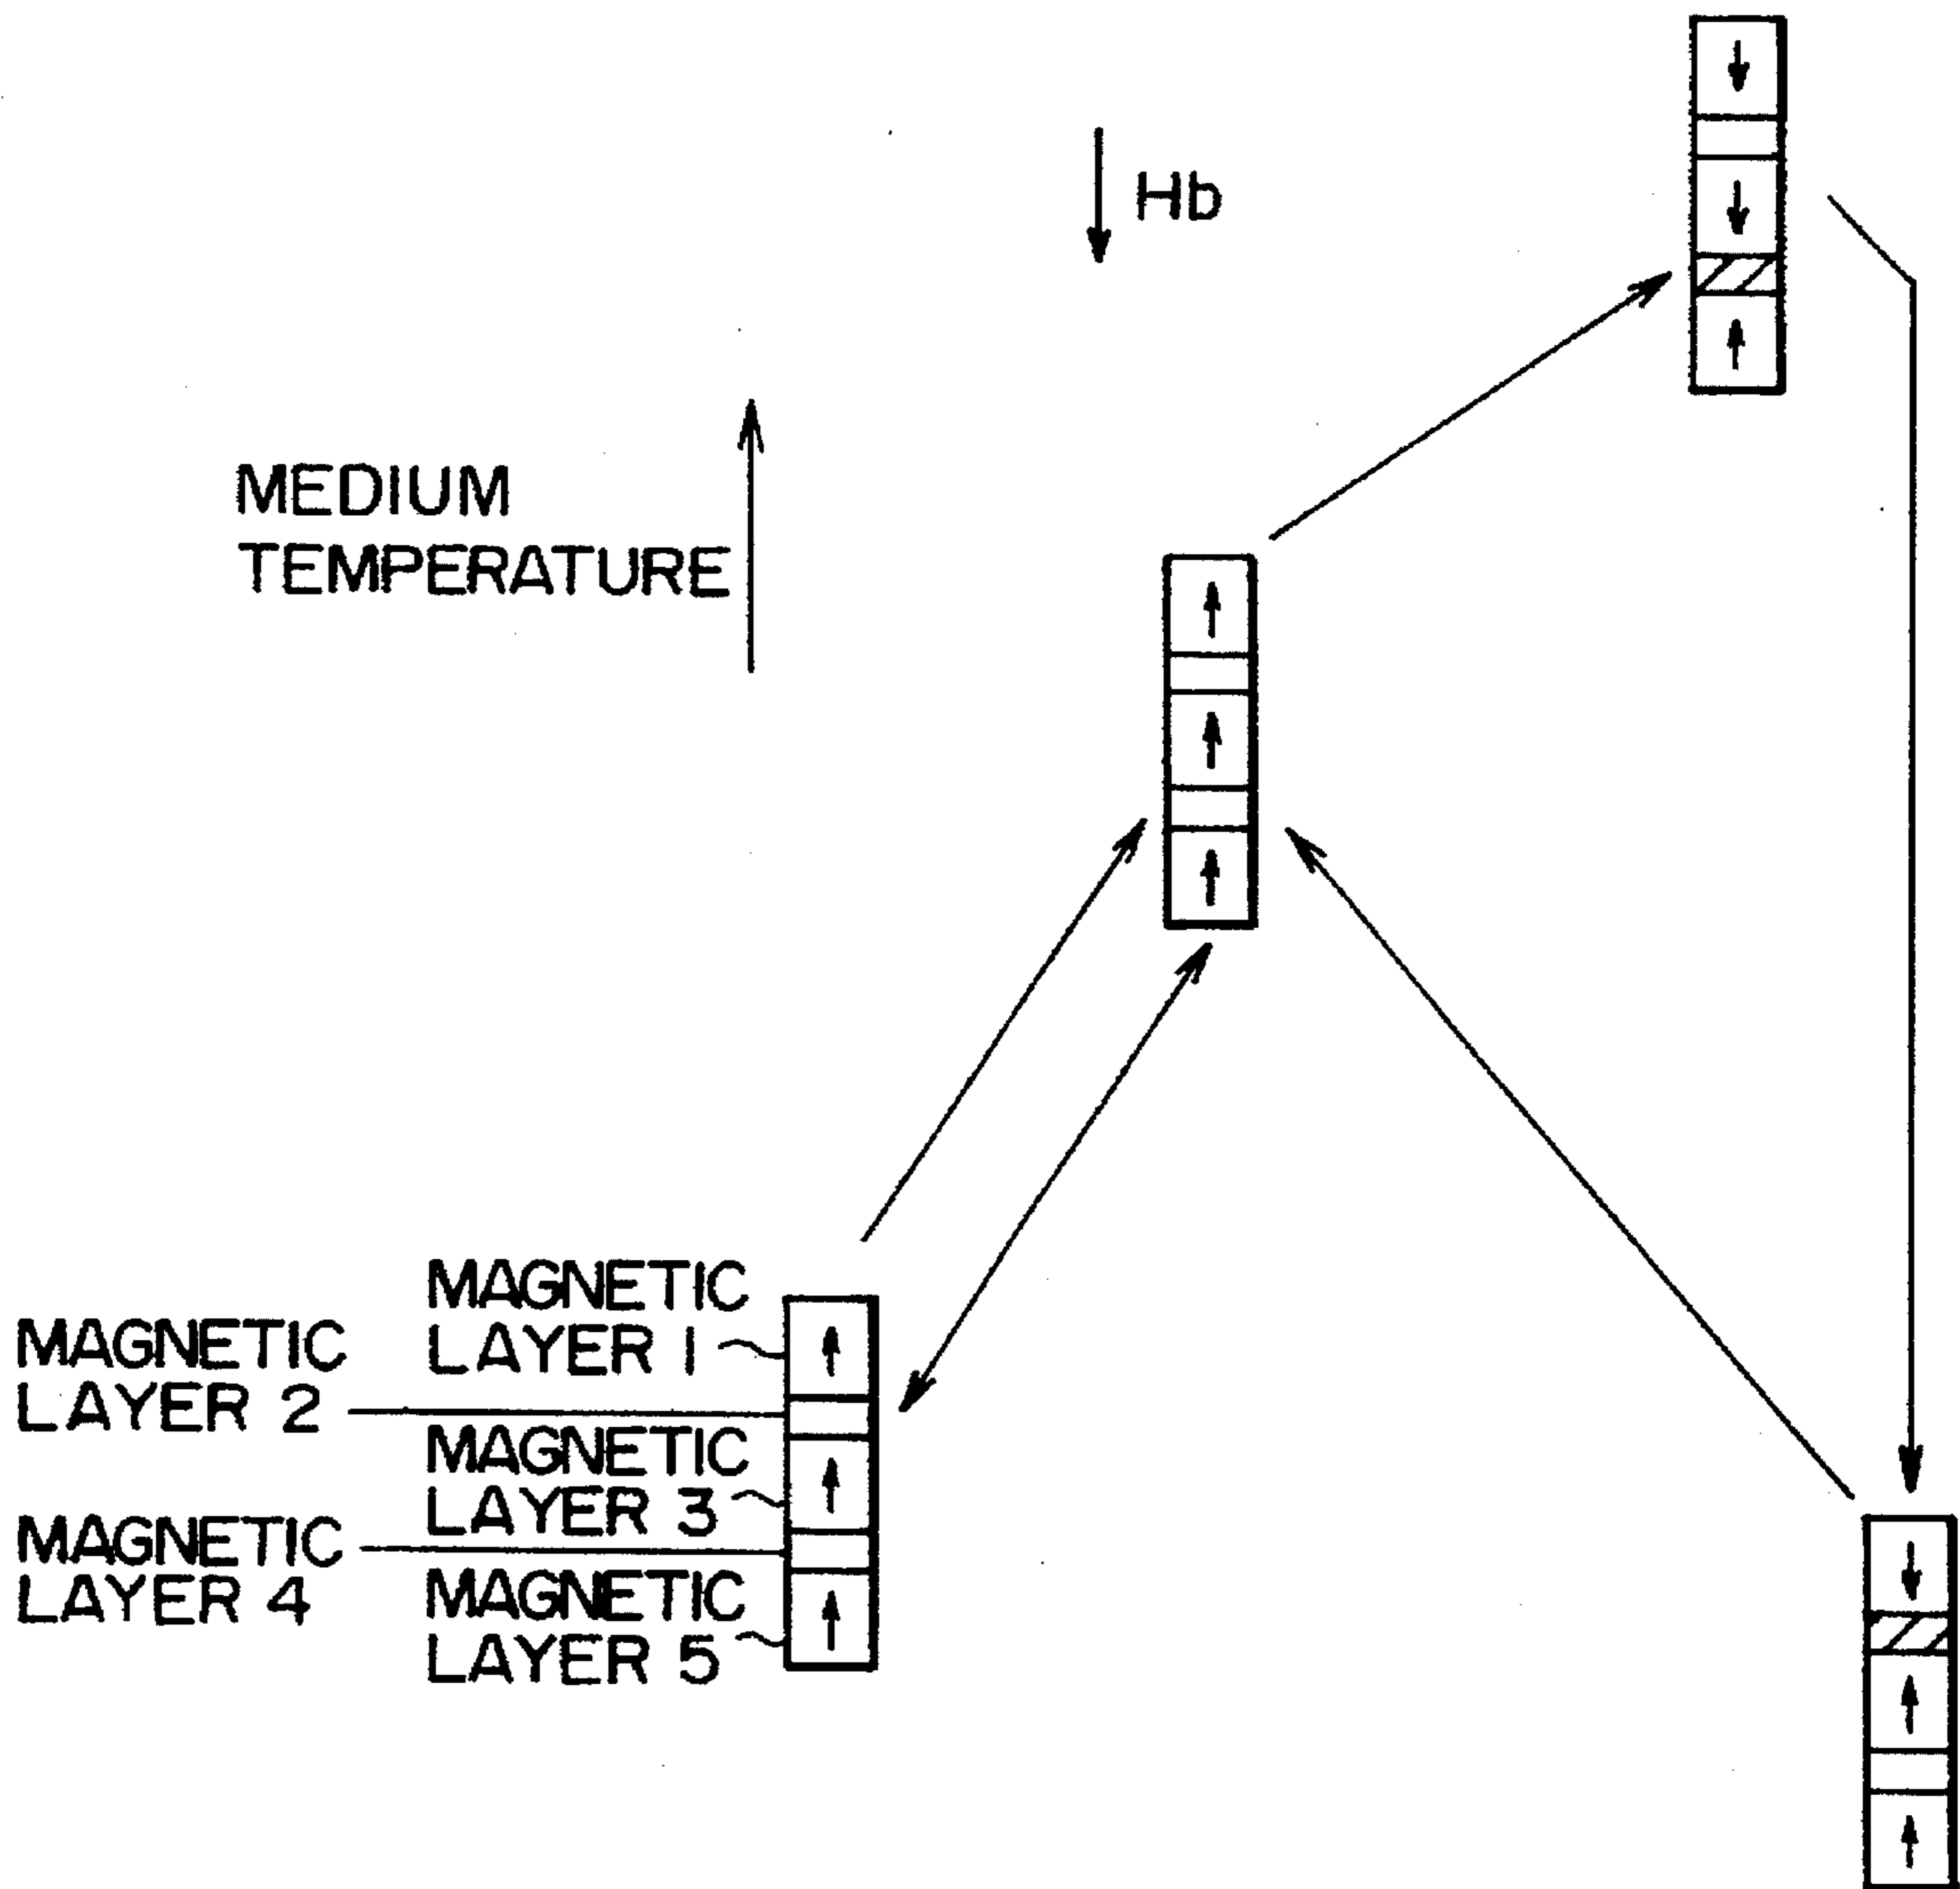 Hb
MEDIUM
TEMPERATURE
MAGNETIC
LAYER 1
MAGNETIC
LAYER 2
MAGNETIC
LAYER 3
MAGNETIC
LAYER 4
MAGNETIC
LAYER 5